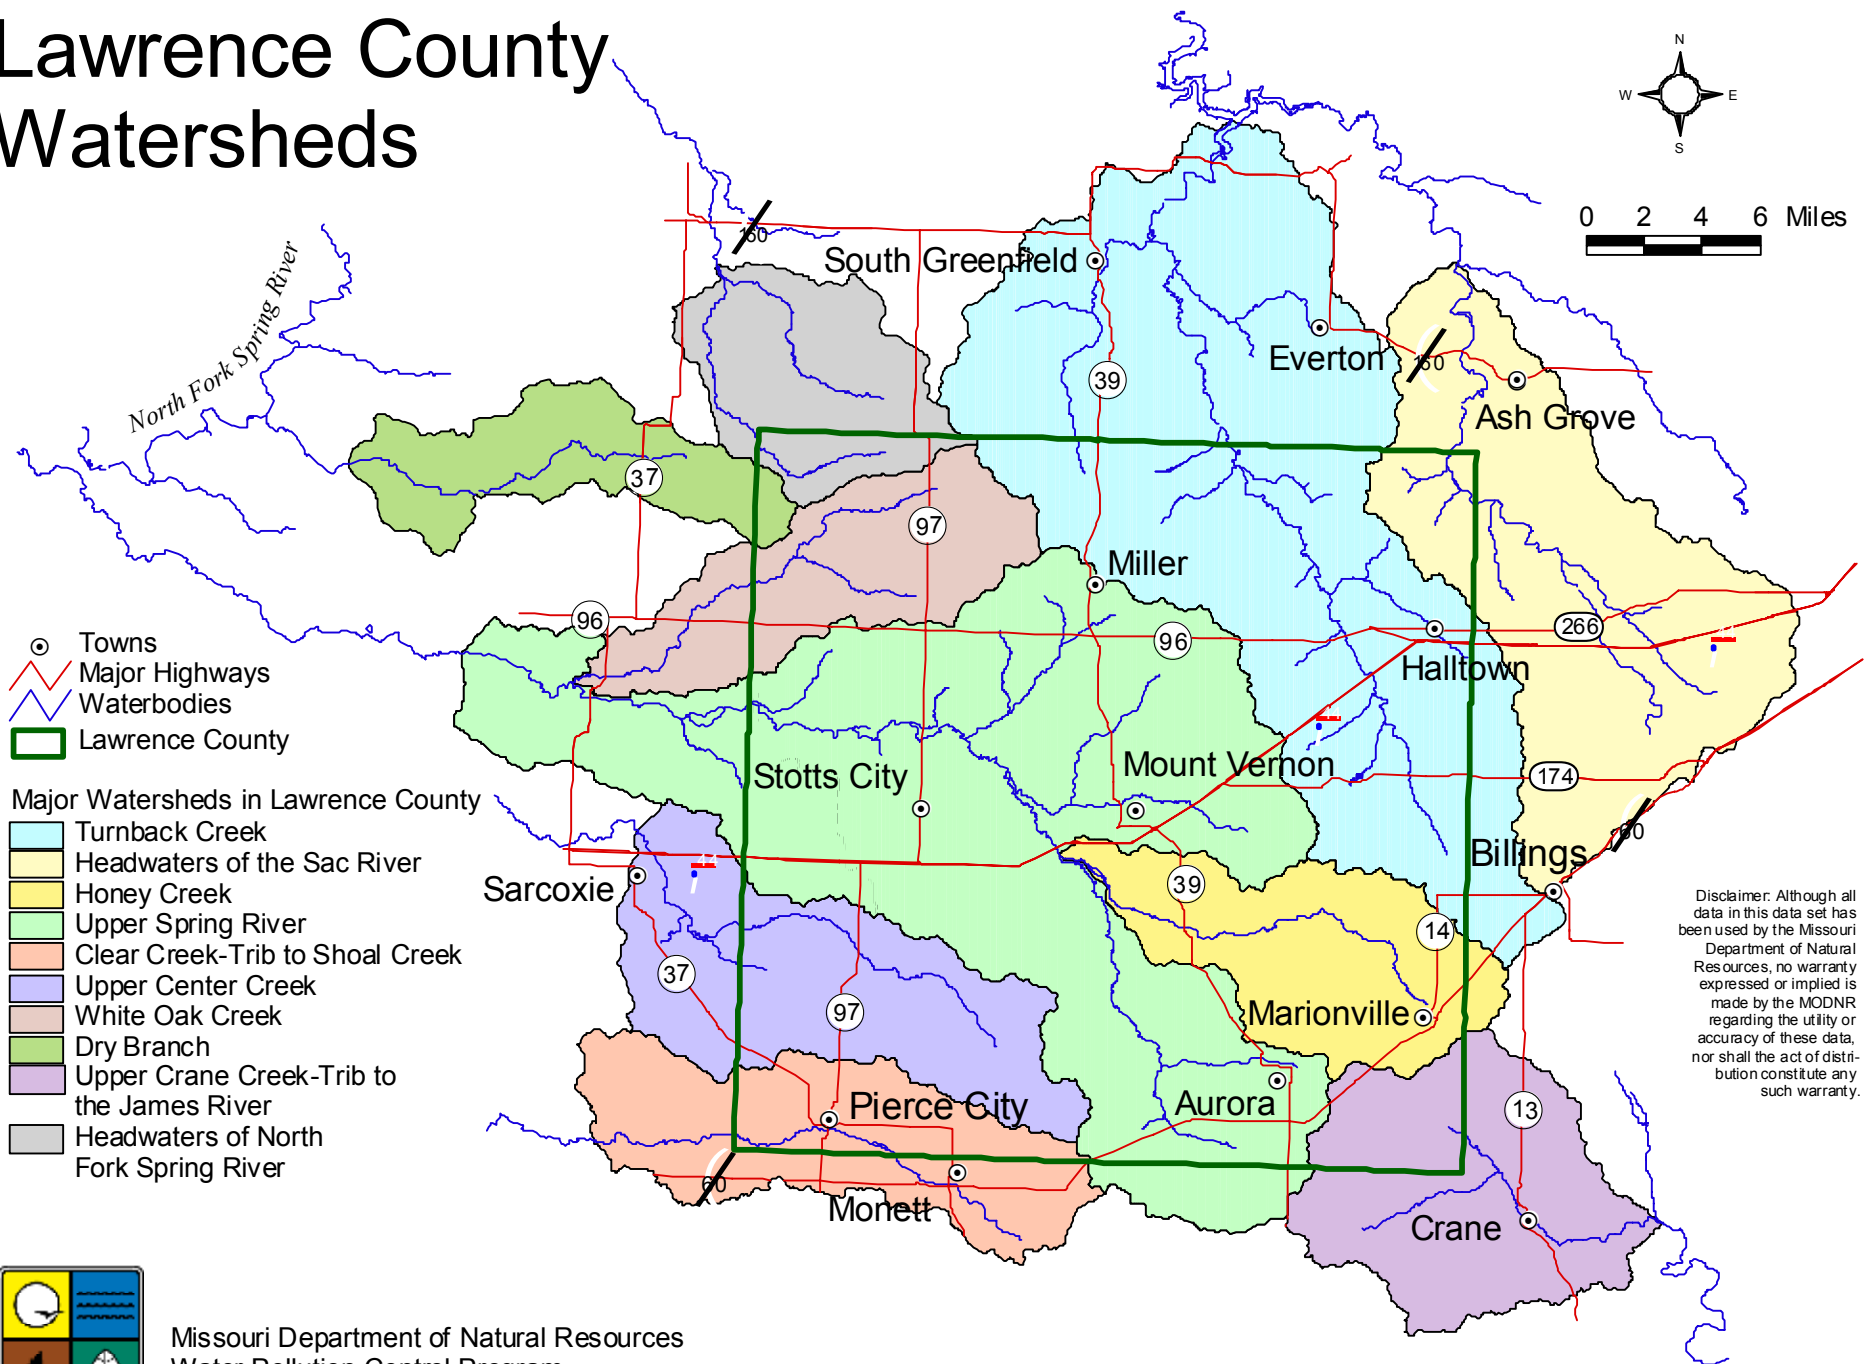 Lawrence County
Watersheds
N
W
E
S
0 2 4 6 Miles
160
South Greenfield
North Fork Spring River
Everton
160
39
Ash Grove
37
97
Miller
96
96
266
44
Halltown
Towns
Major Highways
Waterbodies
Lawrence County
Stotts City
Mount Vernon
174
60
Major Watersheds in Lawrence County
Turnback Creek
Headwaters of the Sac River
Honey Creek
Upper Spring River
Clear Creek-Trib to Shoal Creek
Upper Center Creek
White Oak Creek
Dry Branch
Upper Crane Creek-Trib to
the James River
Headwaters of North
Fork Spring River
Billings
44
Sarcoxie
39
14
37
97
Marionville
Disclaimer: Although all
data in this data set has
been used by the Missouri
Department of Natural
Resources, no warranty
expressed or implied is
made by the MODNR
regarding the utility or
accuracy of these data,
nor shall the act of distri-
bution constitute any
such warranty.
Pierce City
Aurora
13
60
Monett
Crane
Missouri Department of Natural Resources
Water Pollution Control Program